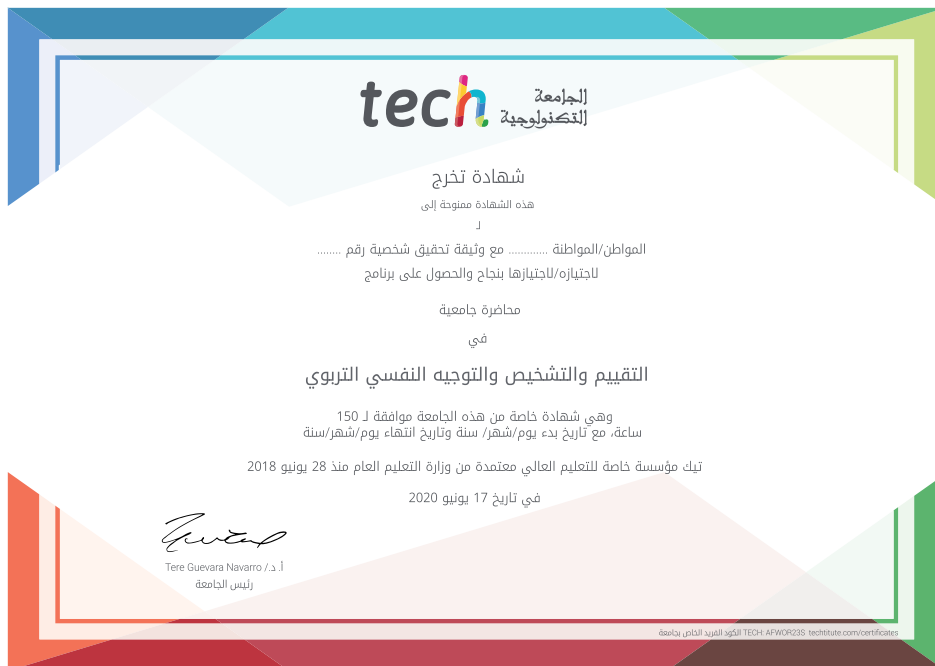 tech الجامعة
التكنولوجية
شهادة تخرج
هذه الشهادة ممنوحة إلى
لـ
المواطن/المواطنة ............. مع وثيقة تحقيق شخصية رقم ........
لاجتيازه/لاجتيازها بنجاح والحصول على برنامج
محاضرة جامعية
في
التقييم والتشخيص والتوجيه النفسي التربوي
وهي شهادة خاصة من هذه الجامعة موافقة لـ 150
ساعة، مع تاريخ بدء يوم/شهر/ سنة وتاريخ انتهاء يوم/شهر/سنة
تيك مؤسسة خاصة للتعليم العالي معتمدة من وزارة التعليم العام منذ 28 يونيو 2018
في تاريخ 17 يونيو 2020
أ. د./ Tere Guevara Navarro
رئيس الجامعة
الكود الفريد الخاص بجامعة TECH: AFWOR23S techtitute.com/certificates